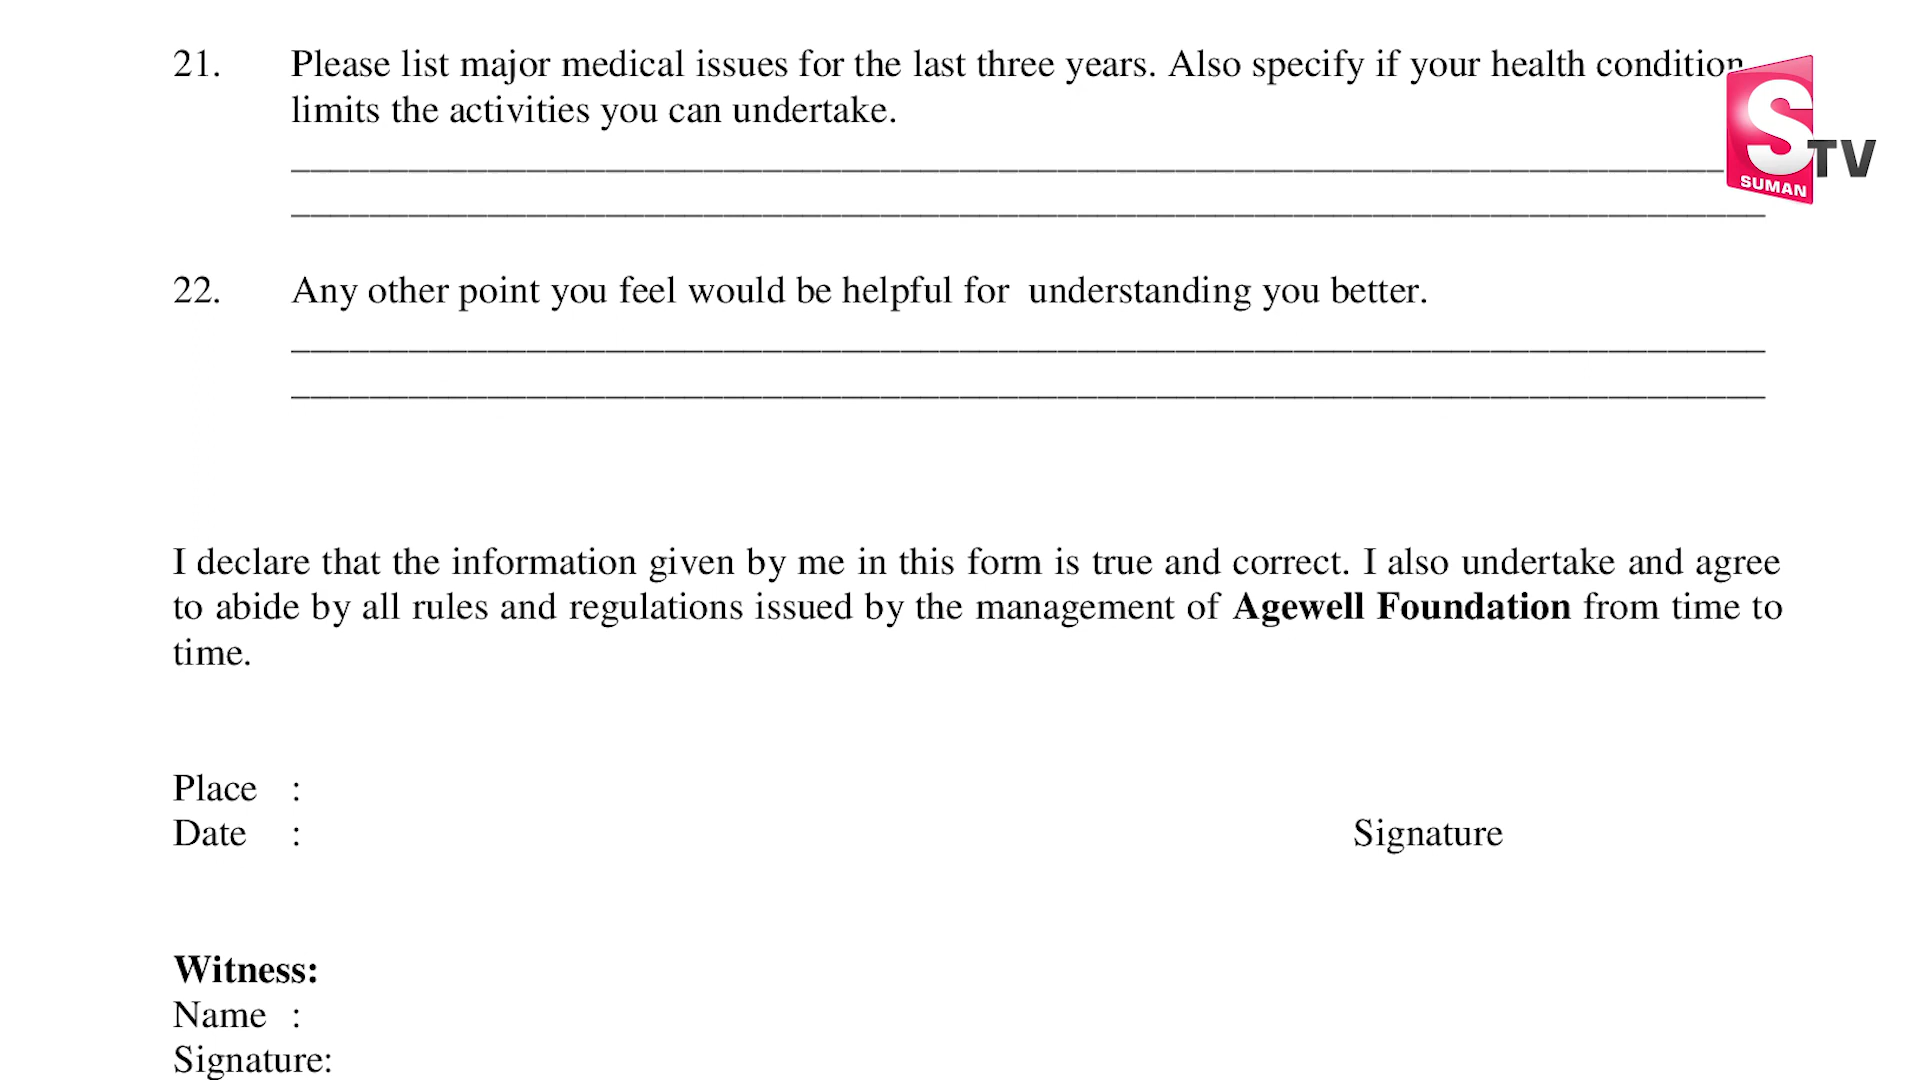 21. Please list major medical issues for the last three years. Also specify if your health condition
limits the activities you can undertake.
22. Any other point you feel would be helpful for understanding you better.
I declare that the information given by me in this form is true and correct. I also undertake and agree
to abide by all rules and regulations issued by the management of Agewell Foundation from time to
time.
Place :
Date : Signature
Witness:
Name :
Signature:
S TV
SUMAN